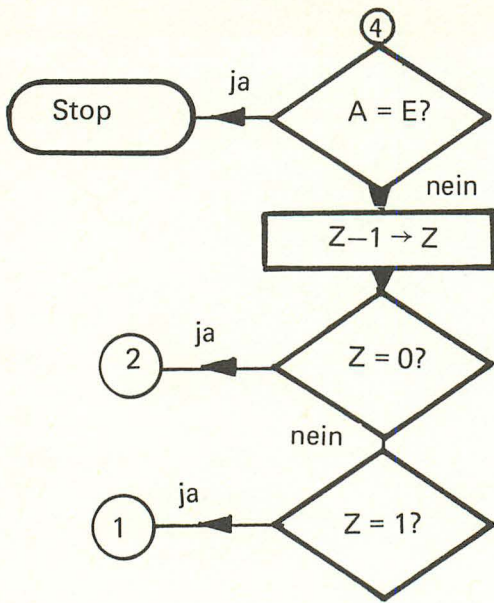 4
ja
Stop
A = E?
nein
Z–1 → Z
ja
2
Z = 0?
nein
ja
1
Z = 1?